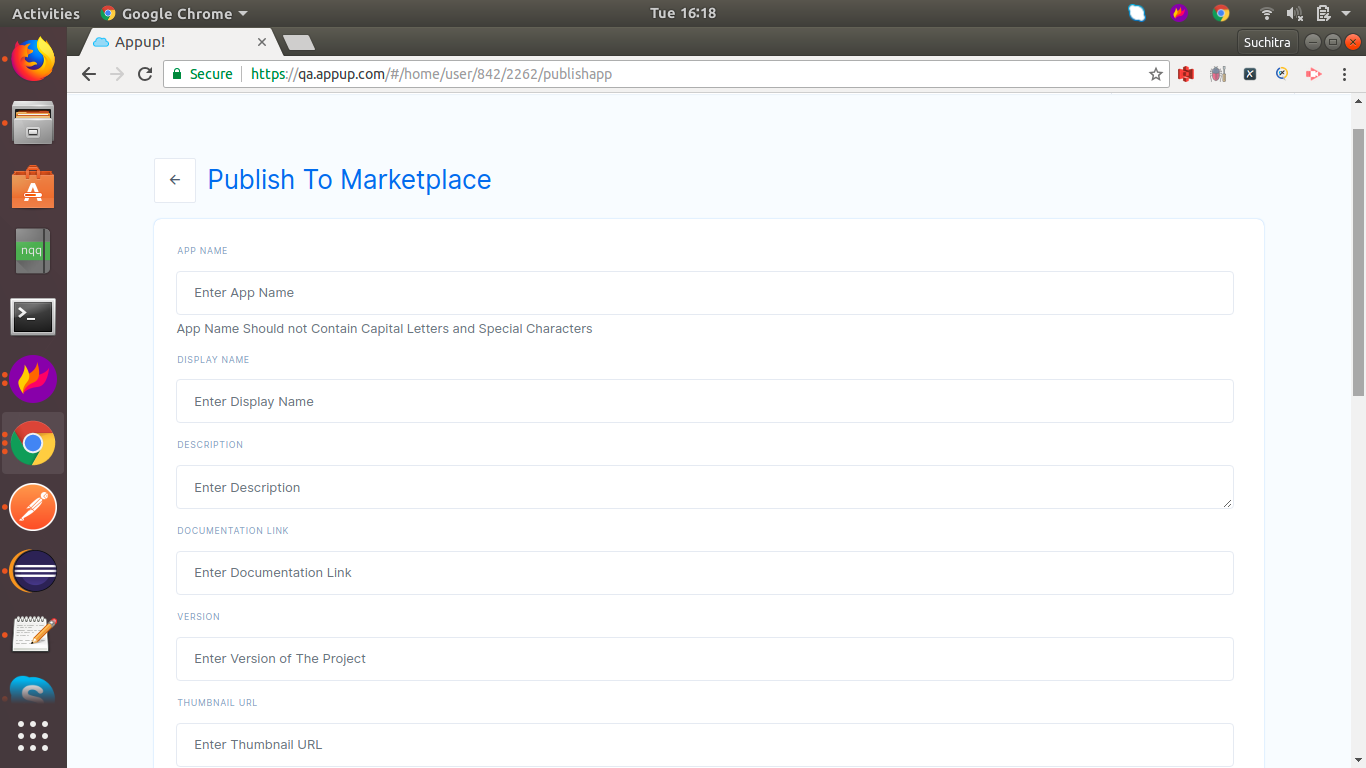 Activities
Google Chrome
Tue 16:18
Appup!
Suchitra
Secure
https://qa.appup.com/#/home/user/842/2262/publishapp
nqq
Publish To Marketplace
APP NAME
Enter App Name
App Name Should not Contain Capital Letters and Special Characters
DISPLAY NAME
Enter Display Name
DESCRIPTION
Enter Description
DOCUMENTATION LINK
Enter Documentation Link
VERSION
Enter Version of The Project
THUMBNAIL URL
Enter Thumbnail URL